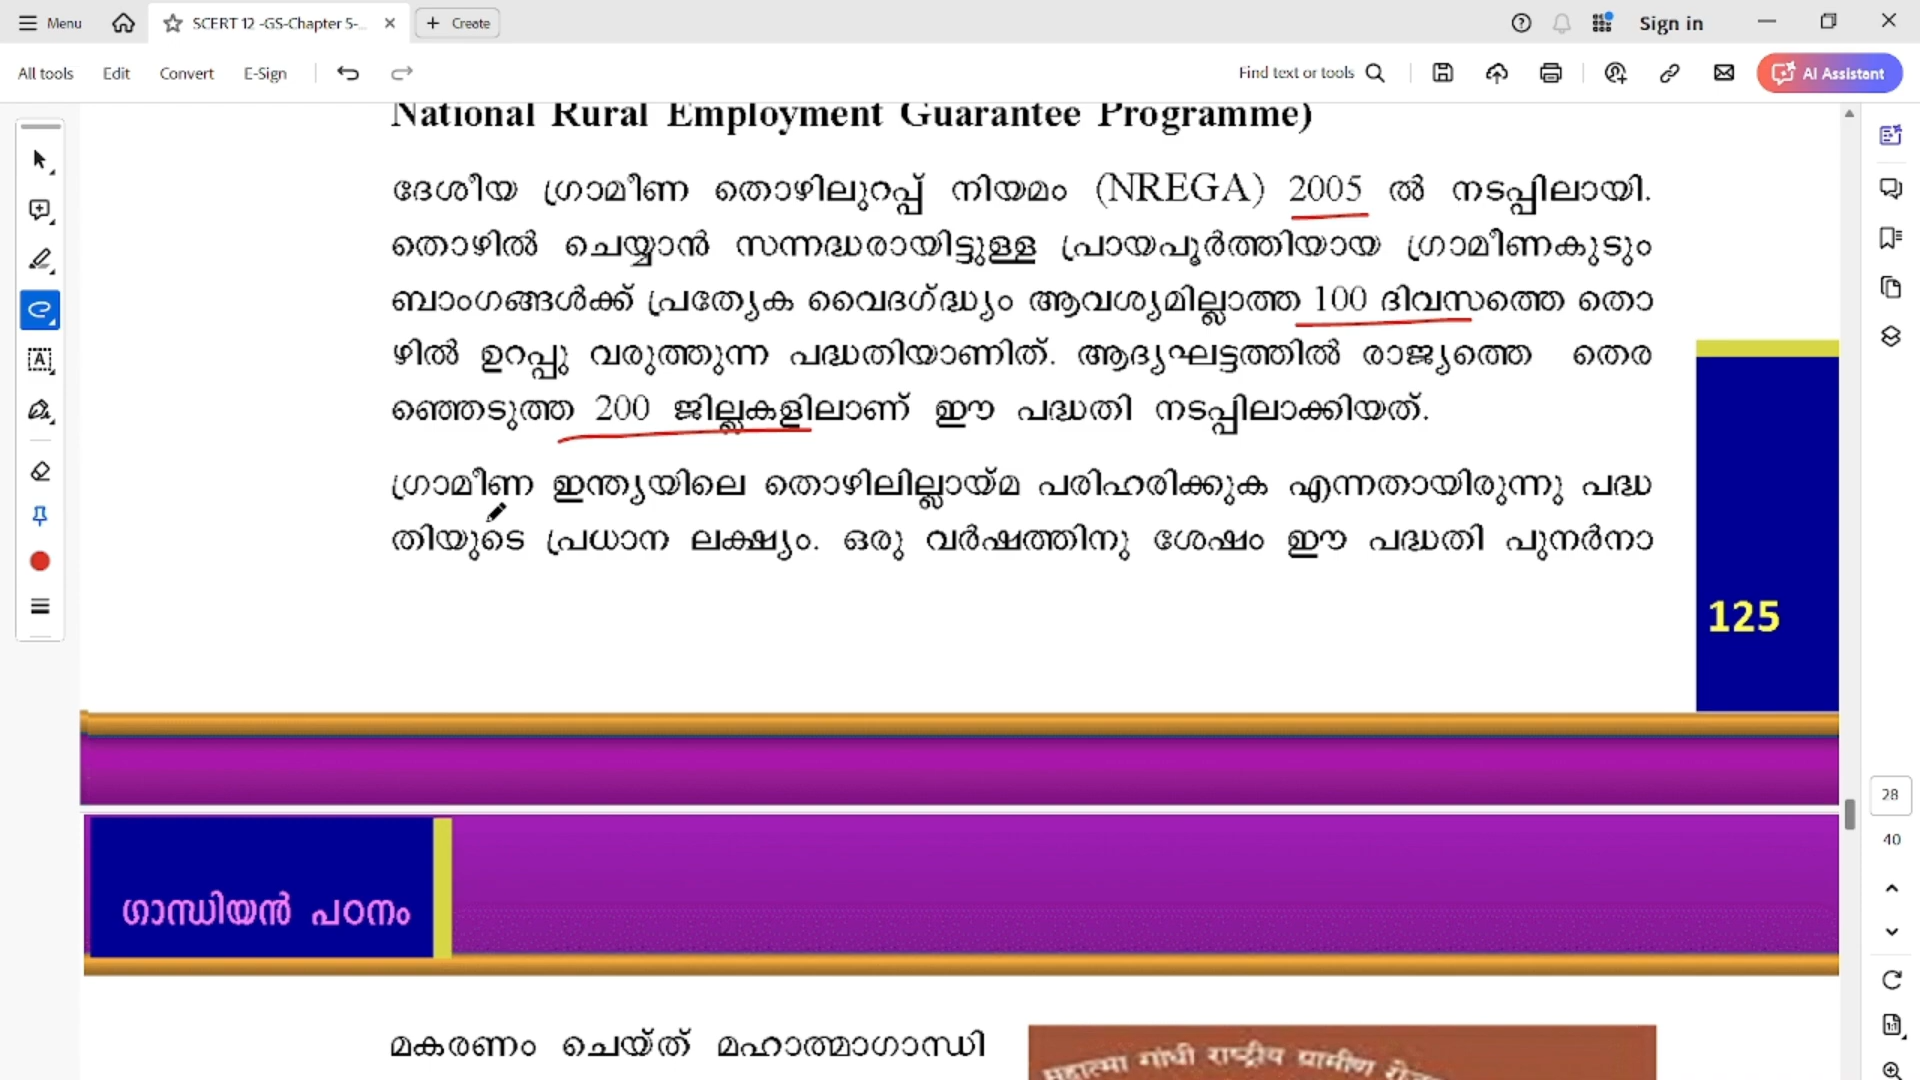 Menu
SCERT 12 -GS-Chapter 5-...
Create
Sign in
All tools
Edit
Convert
E-Sign
Find text or tools
AI Assistant
National Rural Employment Guarantee Programme)
ദേശീയ ഗ്രാമീണ തൊഴിലുറപ്പ് നിയമം (NREGA) 2005 ൽ നടപ്പിലായി.
തൊഴിൽ ചെയ്യാൻ സന്നദ്ധരായിട്ടുള്ള പ്രായപൂർത്തിയായ ഗ്രാമീണകുടും
ബാംഗങ്ങൾക്ക് പ്രത്യേക വൈദഗ്ദ്ധ്യം ആവശ്യമില്ലാത്ത 100 ദിവസത്തെ തൊ
ഴിൽ ഉറപ്പു വരുത്തുന്ന പദ്ധതിയാണിത്. ആദ്യഘട്ടത്തിൽ രാജ്യത്തെ തെര
ഞ്ഞെടുത്ത 200 ജില്ലകളിലാണ് ഈ പദ്ധതി നടപ്പിലാക്കിയത്.
ഗ്രാമീണ ഇന്ത്യയിലെ തൊഴിലില്ലായ്മ പരിഹരിക്കുക എന്നതായിരുന്നു പദ്ധ
തിയുടെ പ്രധാന ലക്ഷ്യം. ഒരു വർഷത്തിനു ശേഷം ഈ പദ്ധതി പുനർനാ
125
28
40
ഗാന്ധിയൻ പഠനം
മകരണം ചെയ്ത് മഹാത്മാഗാന്ധി
महात्मा गांधी राष्ट्रीय ग्रामीण